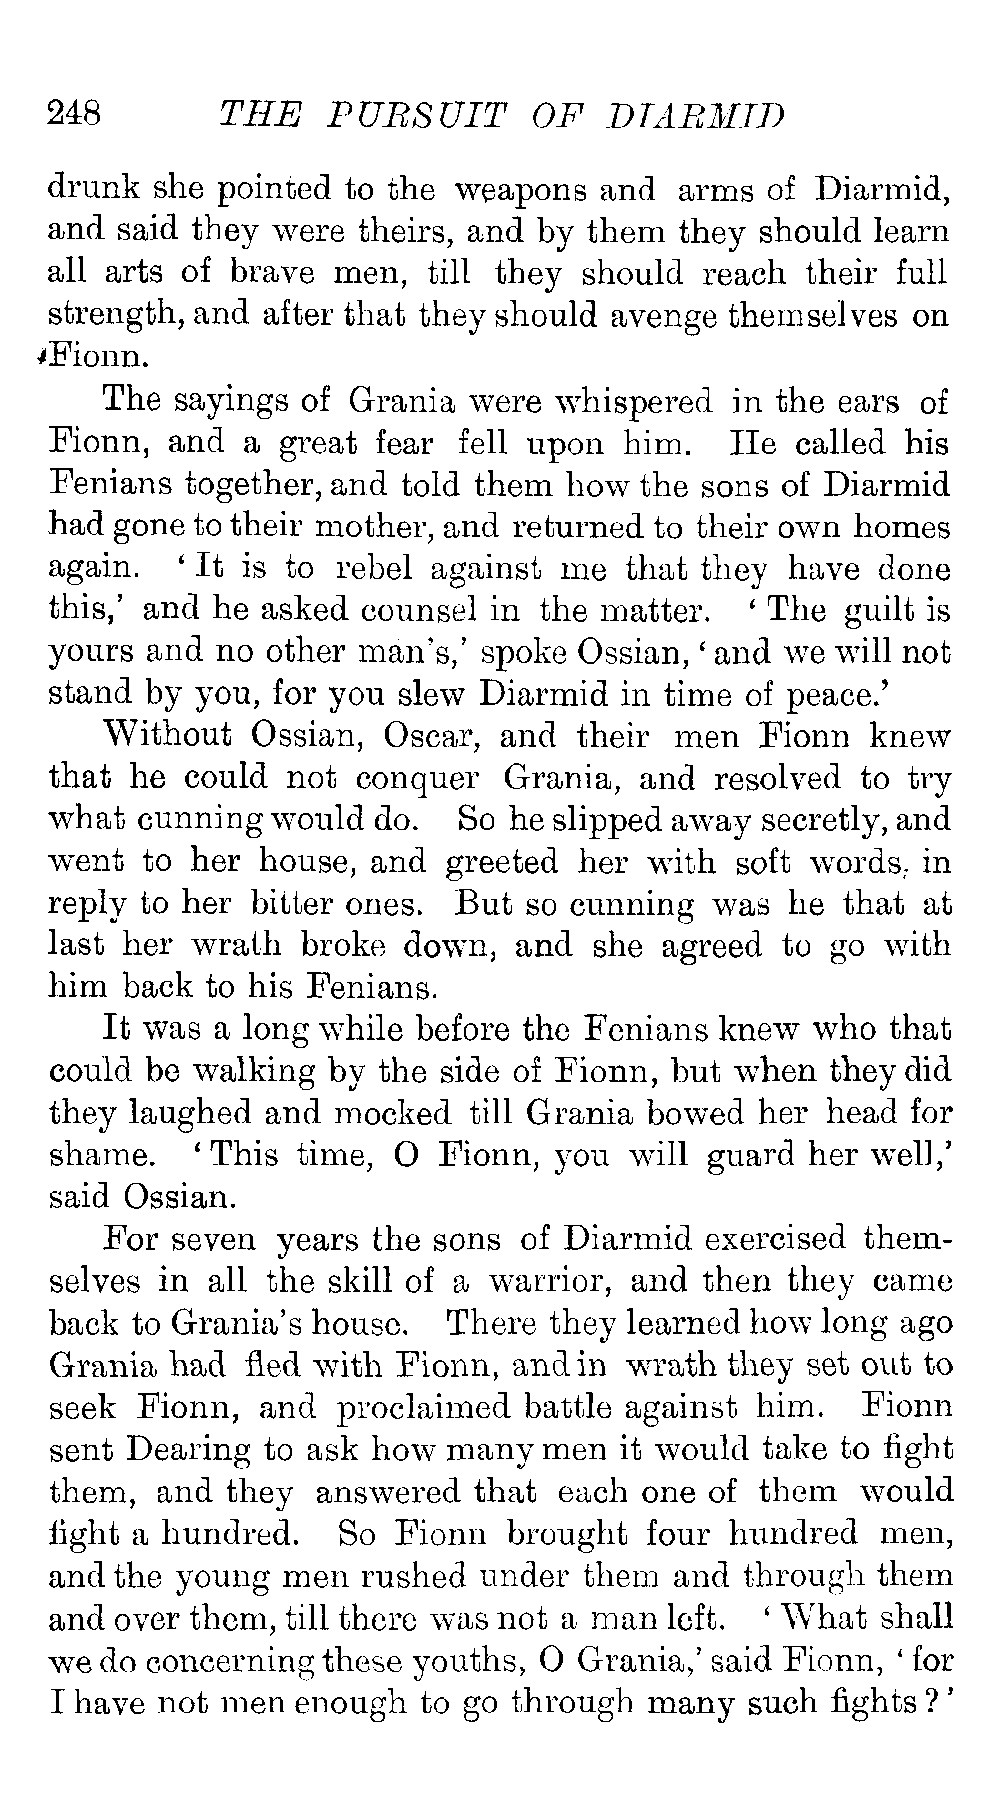 248 THE PURSUIT OF DIARMID
drunk she pointed to the weapons and arms of Diarmid,
and said they were theirs, and by them they should learn
all arts of brave men, till they should reach their full
strength, and after that they should avenge themselves on
Fionn.
The sayings of Grania were whispered in the ears of
Fionn, and a great fear fell upon him. He called his
Fenians together, and told them how the sons of Diarmid
had gone to their mother, and returned to their own homes
again. ‘It is to rebel against me that they have done
this,’ and he asked counsel in the matter. ‘The guilt is
yours and no other man's,’ spoke Ossian, ‘and we will not
stand by you, for you slew Diarmid in time of peace.’
Without Ossian, Oscar, and their men Fionn knew
that he could not conquer Grania, and resolved to try
what cunning would do. So he slipped away secretly, and
went to her house, and greeted her with soft words, in
reply to her bitter ones. But so cunning was he that at
last her wrath broke down, and she agreed to go with
him back to his Fenians.
It was a long while before the Fenians knew who that
could be walking by the side of Fionn, but when they did
they laughed and mocked till Grania bowed her head for
shame. ‘This time, O Fionn, you will guard her well,’
said Ossian.
For seven years the sons of Diarmid exercised them-
selves in all the skill of a warrior, and then they came
back to Grania's house. There they learned how long ago
Grania had fled with Fionn, and in wrath they set out to
seek Fionn, and proclaimed battle against him. Fionn
sent Dearing to ask how many men it would take to fight
them, and they answered that each one of them would
fight a hundred. So Fionn brought four hundred men,
and the young men rushed under them and through them
and over them, till there was not a man left. ‘What shall
we do concerning these youths, O Grania,’ said Fionn, ‘for
I have not men enough to go through many such fights?’